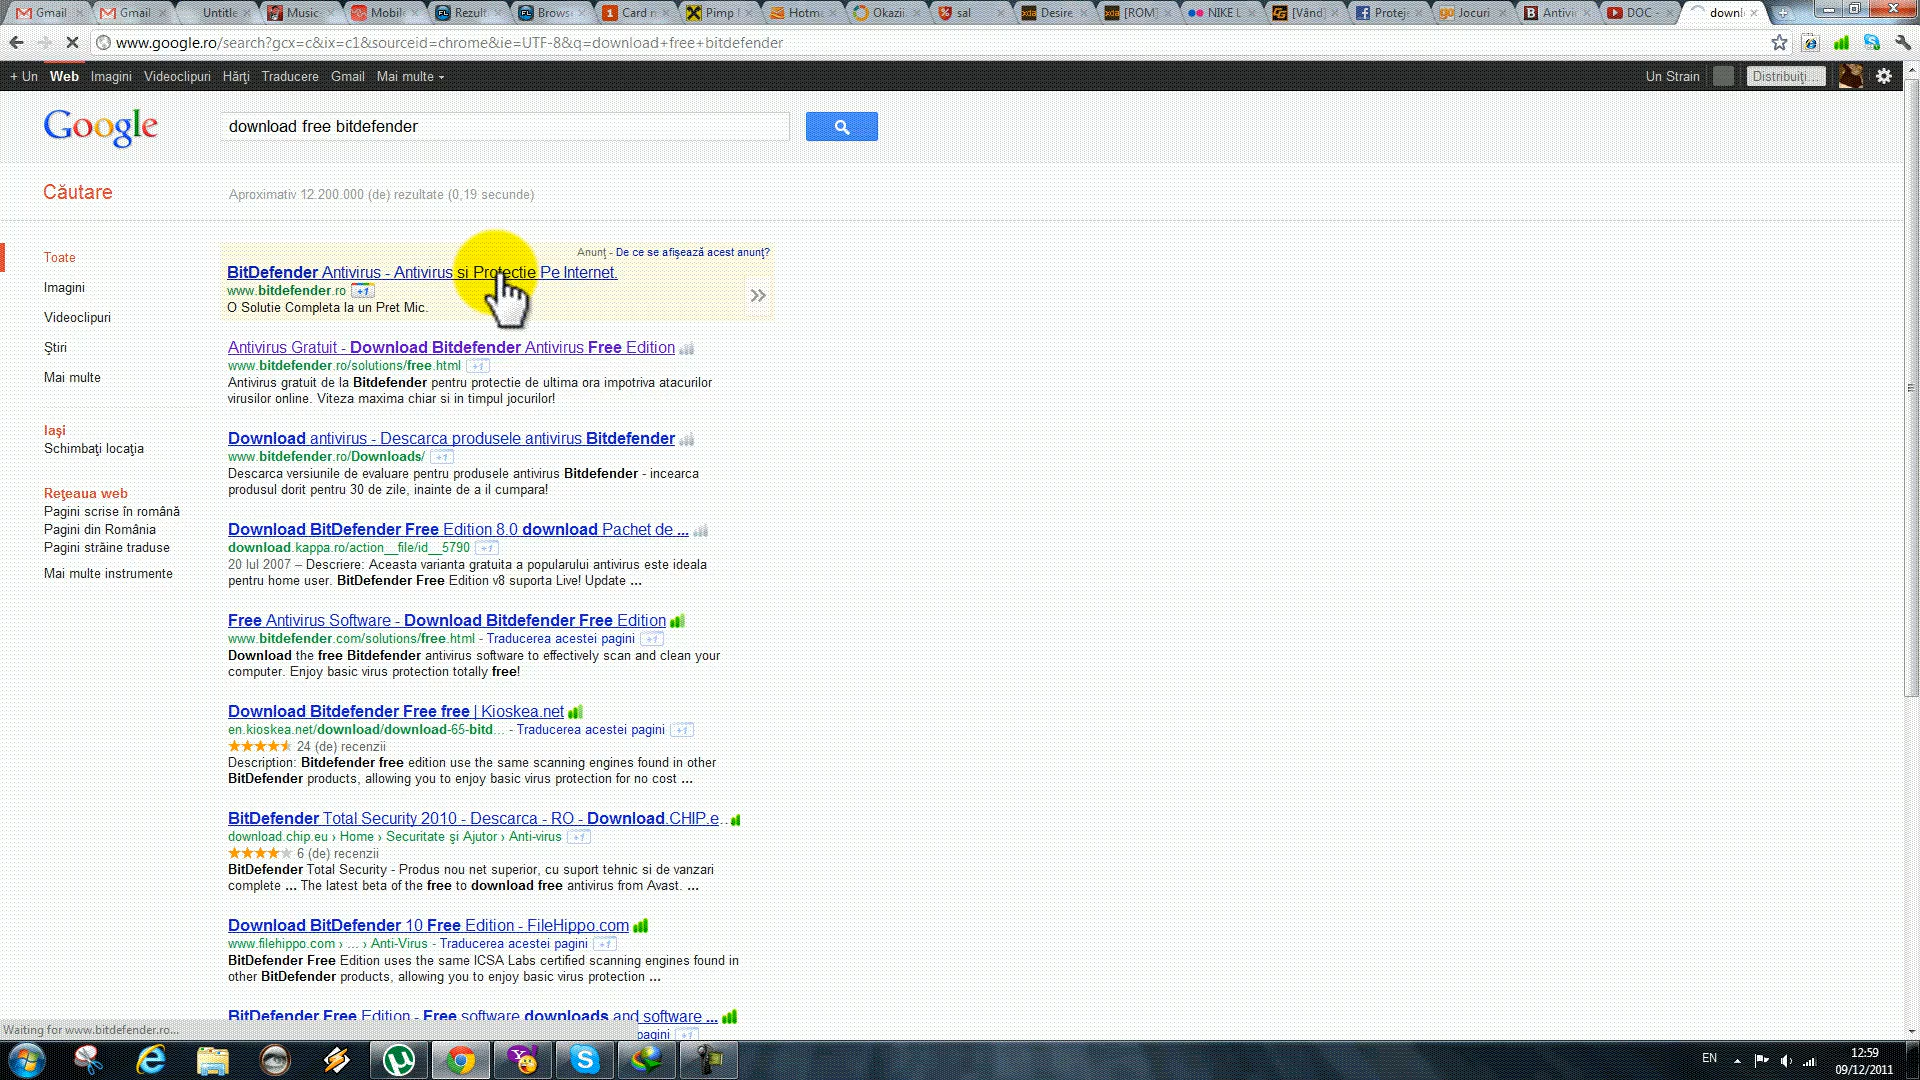 Gmail
Gmail
Untitle
Music
Mobile
Rezult
Brows
Card r
Pimp
Hotm
Okazii
sal
Desire
[ROM]
NIKE L
[Vând]
Protej
Jocuri
Antivir
DOC -
downl
www.google.ro/search?gcx=c&ix=c1&sourceid=chrome&ie=UTF-8&q=download+free+bitdefender
+ Un Web Imagini Videoclipuri Hărţi Traducere Gmail Mai multe
Un Strain
Distribuiţi...
Google
download free bitdefender
Căutare
Aproximativ 12.200.000 (de) rezultate (0,19 secunde)
Toate
Imagini
Videoclipuri
Ştiri
Mai multe
Iaşi
Schimbaţi locaţia
Reţeaua web
Pagini scrise în română
Pagini din România
Pagini străine traduse
Mai multe instrumente
Anunţ - De ce se afişează acest anunţ?
BitDefender Antivirus - Antivirus si Protectie Pe Internet.
www.bitdefender.ro +1
O Solutie Completa la un Pret Mic.
Antivirus Gratuit - Download Bitdefender Antivirus Free Edition
www.bitdefender.ro/solutions/free.html +1
Antivirus gratuit de la Bitdefender pentru protectie de ultima ora impotriva atacurilor
virusilor online. Viteza maxima chiar si in timpul jocurilor!
Download antivirus - Descarca produsele antivirus Bitdefender
www.bitdefender.ro/Downloads/ +1
Descarca versiunile de evaluare pentru produsele antivirus Bitdefender - incearca
produsul dorit pentru 30 de zile, inainte de a il cumpara!
Download BitDefender Free Edition 8.0 download Pachet de ...
download.kappa.ro/action__file/id__5790 +1
20 Iul 2007 – Descriere: Aceasta varianta gratuita a popularului antivirus este ideala
pentru home user. BitDefender Free Edition v8 suporta Live! Update ...
Free Antivirus Software - Download Bitdefender Free Edition
www.bitdefender.com/solutions/free.html - Traducerea acestei pagini +1
Download the free Bitdefender antivirus software to effectively scan and clean your
computer. Enjoy basic virus protection totally free!
Download Bitdefender Free free | Kioskea.net
en.kioskea.net/download/download-65-bitd... - Traducerea acestei pagini +1
24 (de) recenzii
Description: Bitdefender free edition use the same scanning engines found in other
BitDefender products, allowing you to enjoy basic virus protection for no cost ...
BitDefender Total Security 2010 - Descarca - RO - Download.CHIP.e...
download.chip.eu › Home › Securitate şi Ajutor › Anti-virus +1
6 (de) recenzii
BitDefender Total Security - Produs nou net superior, cu suport tehnic si de vanzari
complete ... The latest beta of the free to download free antivirus from Avast. ...
Download BitDefender 10 Free Edition - FileHippo.com
www.filehippo.com › ... › Anti-Virus - Traducerea acestei pagini +1
BitDefender Free Edition uses the same ICSA Labs certified scanning engines found in
other BitDefender products, allowing you to enjoy basic virus protection ...
BitDefender Free Edition - Free software downloads and software ...
pagini +1
Waiting for www.bitdefender.ro...
EN
12:59
09/12/2011